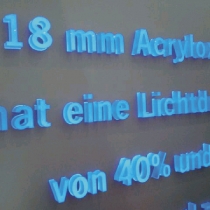 18 mm Acrylo
hat eine Lichtd
von 40% und